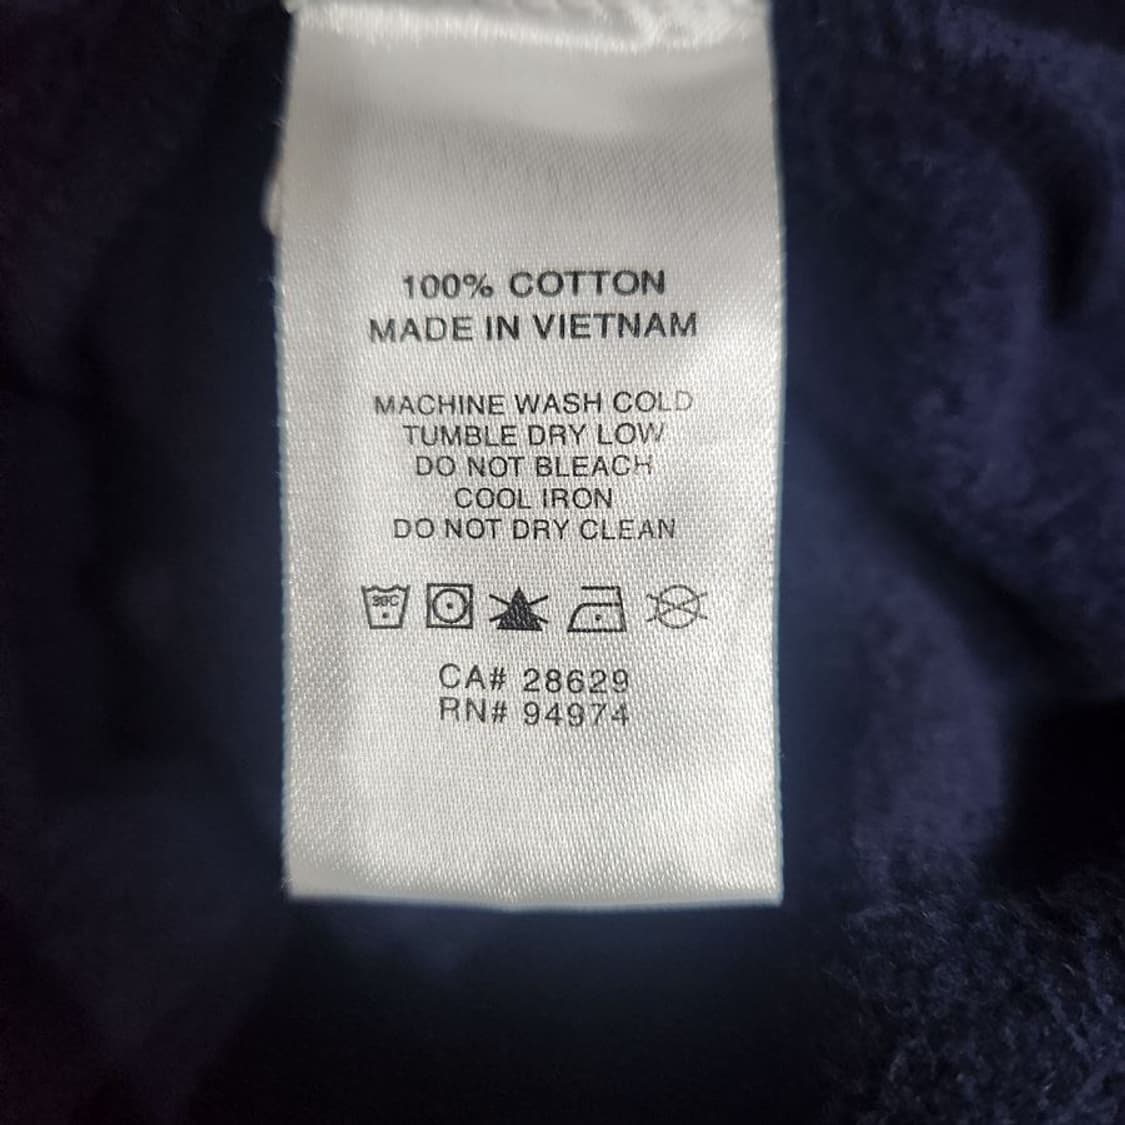 100% COTTON
MADE IN VIETNAM
MACHINE WASH COLD
TUMBLE DRY LOW
DO NOT BLEACH
COOL IRON
DO NOT DRY CLEAN
30C
CA# 28629
RN# 94974